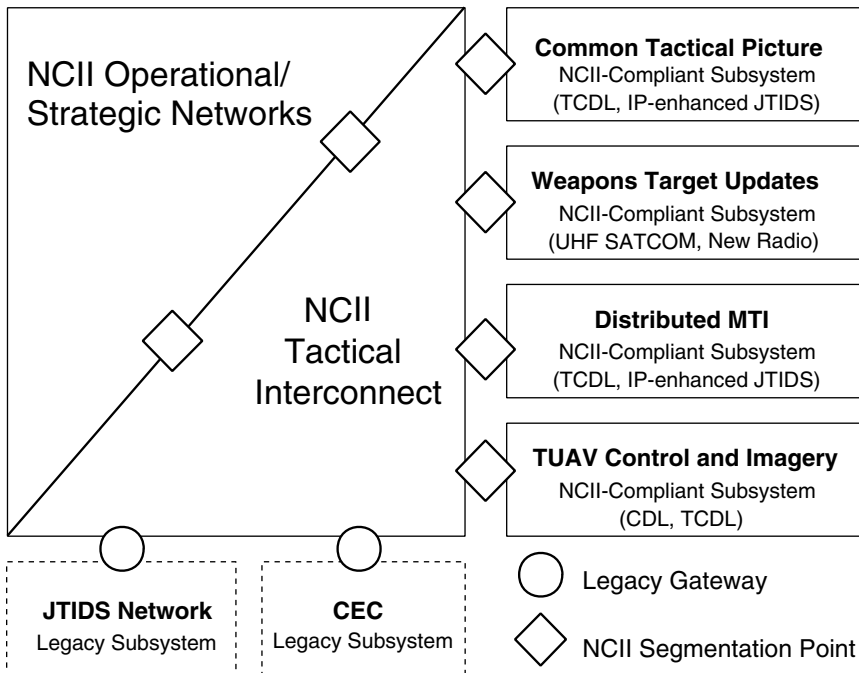 NCII Operational/
Strategic Networks
NCII
Tactical
Interconnect
Common Tactical Picture
NCII-Compliant Subsystem
(TCDL, IP-enhanced JTIDS)
Weapons Target Updates
NCII-Compliant Subsystem
(UHF SATCOM, New Radio)
Distributed MTI
NCII-Compliant Subsystem
(TCDL, IP-enhanced JTIDS)
TUAV Control and Imagery
NCII-Compliant Subsystem
(CDL, TCDL)
JTIDS Network
Legacy Subsystem
CEC
Legacy Subsystem
Legacy Gateway
NCII Segmentation Point